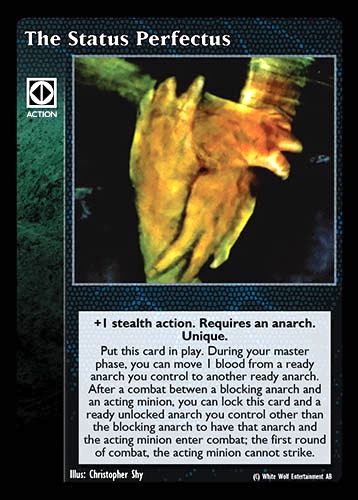 The Status Perfectus
ACTION
+1 stealth action. Requires an anarch.
Unique.
Put this card in play. During your master
phase, you can move 1 blood from a ready
anarch you control to another ready anarch.
After a combat betwen a blocking anarch and
an acting minion, you can lock this card and a
ready unlocked anarch you control other than
the blocking anarch to have that anarch and
the acting minion enter combat; the first round
of combat, the acting minion cannot strike.
Illus: Christopher Shy
(C) White Wolf Entertainment AB